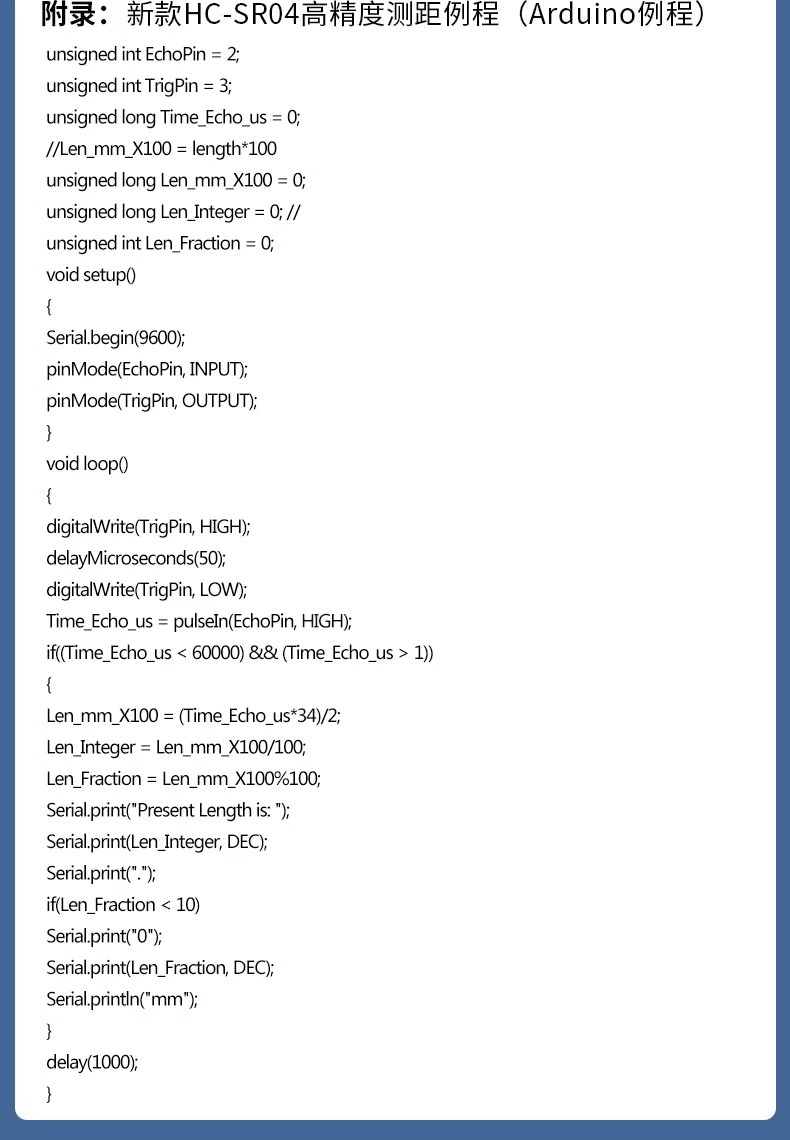 附录：新款HC-SR04高精度测距例程（Arduino例程）
unsigned int EchoPin = 2;
unsigned int TrigPin = 3;
unsigned long Time_Echo_us = 0;
//Len_mm_X100 = length*100
unsigned long Len_mm_X100 = 0;
unsigned long Len_Integer = 0; //
unsigned int Len_Fraction = 0;
void setup()
{
Serial.begin(9600);
pinMode(EchoPin, INPUT);
pinMode(TrigPin, OUTPUT);
}
void loop()
{
digitalWrite(TrigPin, HIGH);
delayMicroseconds(50);
digitalWrite(TrigPin, LOW);
Time_Echo_us = pulseIn(EchoPin, HIGH);
if((Time_Echo_us < 60000) && (Time_Echo_us > 1))
{
Len_mm_X100 = (Time_Echo_us*34)/2;
Len_Integer = Len_mm_X100/100;
Len_Fraction = Len_mm_X100%100;
Serial.print("Present Length is: ");
Serial.print(Len_Integer, DEC);
Serial.print(".");
if(Len_Fraction < 10)
Serial.print("0");
Serial.print(Len_Fraction, DEC);
Serial.println("mm");
}
delay(1000);
}